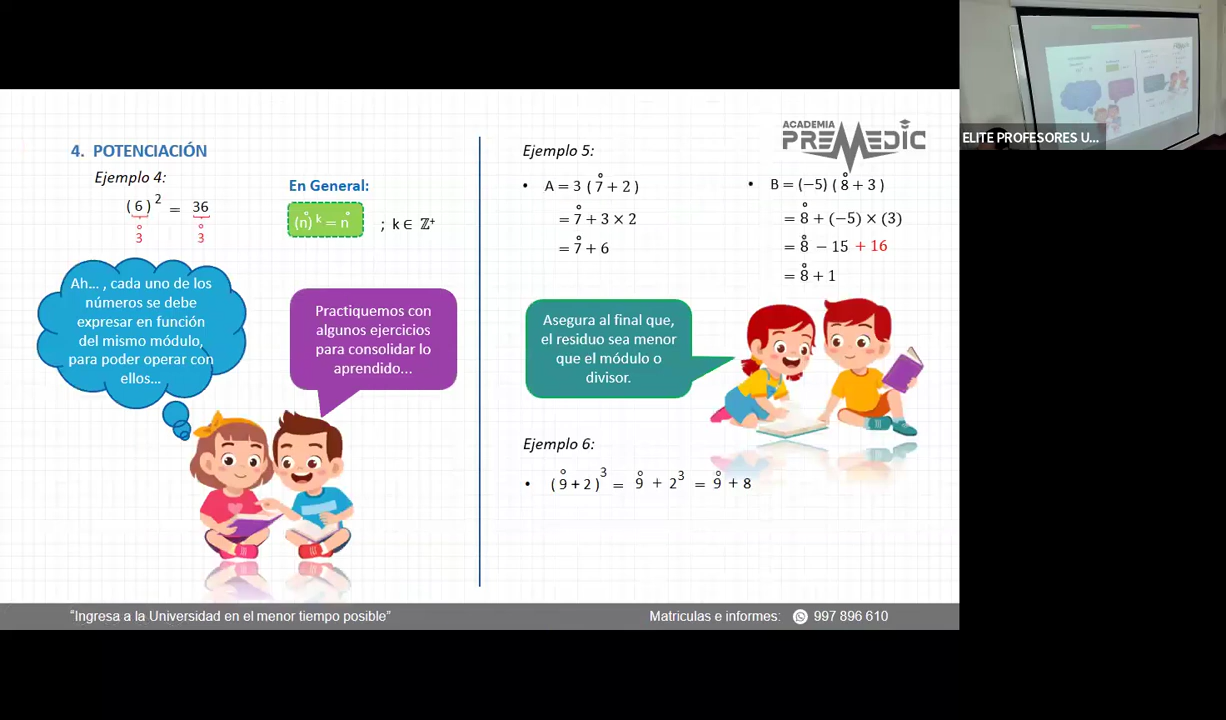 4. POTENCIACIÓN
Ejemplo 4:
( 6 )² = 36
3̊ 3̊
En General:
(n̊) ᵏ = n̊ ; k ∈ ℤ⁺
Ah... , cada uno de los
números se debe
expresar en función
del mismo módulo,
para poder operar con
ellos...
Practiquemos con
algunos ejercicios
para consolidar lo
aprendido...
Ejemplo 5:
• A = 3 ( 7̊ + 2 )
= 7̊ + 3 × 2
= 7̊ + 6
ACADEMIA
PREMEDIC
• B = (−5) ( 8̊ + 3 )
= 8̊ + (−5) × (3)
= 8̊ − 15 + 16
= 8̊ + 1
Asegura al final que,
el residuo sea menor
que el módulo o
divisor.
Ejemplo 6:
• ( 9̊ + 2 )³ = 9̊ + 2³ = 9̊ + 8
“Ingresa a la Universidad en el menor tiempo posible”
Matriculas e informes: 997 896 610
ELITE PROFESORES U...